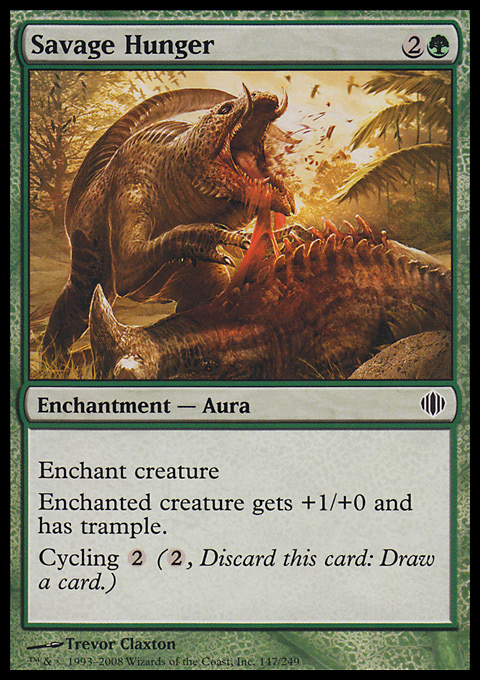 Savage Hunger 2
Enchantment — Aura
Enchant creature
Enchanted creature gets +1/+0 and
has trample.
Cycling 2 (2, Discard this card: Draw
a card.)
Trevor Claxton
™ & © 1993–2008 Wizards of the Coast, Inc. 147/249